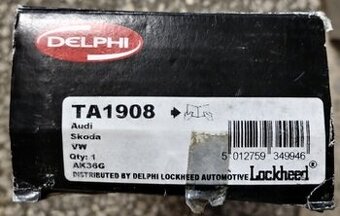 DELPHI
TA1908
Audi
Skoda
VW
Qty: 1
AK36G
5 012759 349946
DISTRIBUTED BY DELPHI LOCKHEED AUTOMOTIVE Lockheed